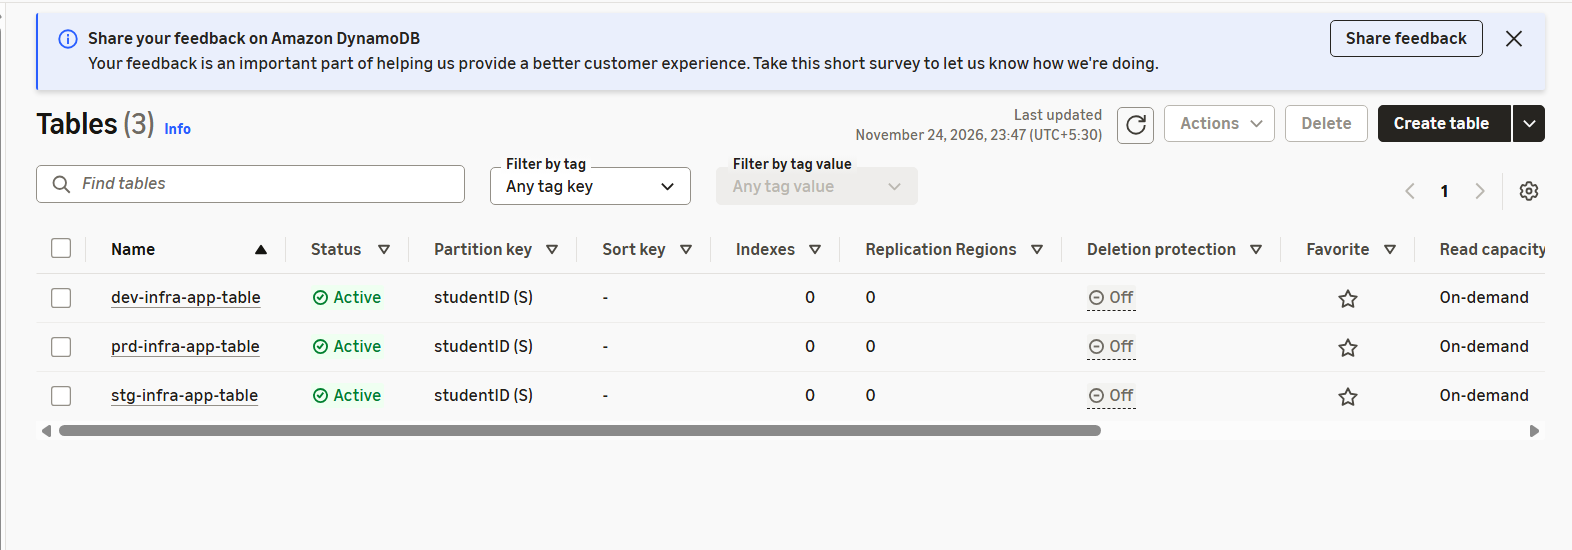 Share your feedback on Amazon DynamoDB
Your feedback is an important part of helping us provide a better customer experience. Take this short survey to let us know how we're doing.
Share feedback
Tables (3) Info
Last updated
November 24, 2026, 23:47 (UTC+5:30)
Actions
Delete
Create table
Find tables
Filter by tag
Any tag key
Filter by tag value
Any tag value
1
Name Status Partition key Sort key Indexes Replication Regions Deletion protection Favorite Read capacity
dev-infra-app-table Active studentID (S) - 0 0 Off On-demand
prd-infra-app-table Active studentID (S) - 0 0 Off On-demand
stg-infra-app-table Active studentID (S) - 0 0 Off On-demand